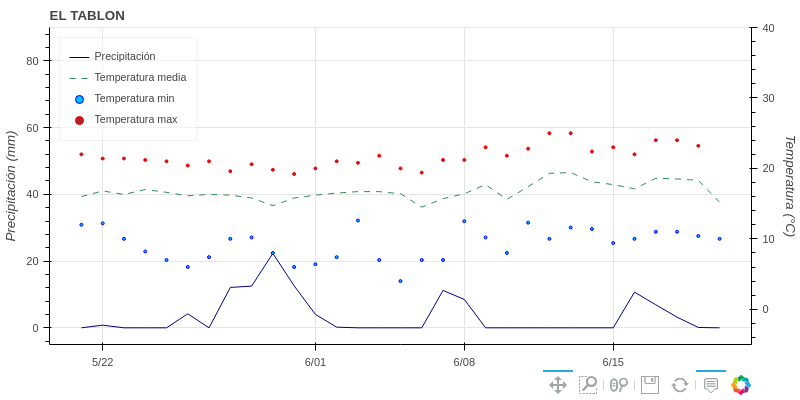 EL TABLON
Precipitación
Temperatura media
Temperatura min
Temperatura max
Precipitación (mm)
80
60
40
20
0
40
30
20
10
0
Temperatura (°C)
5/22
6/01
6/08
6/15